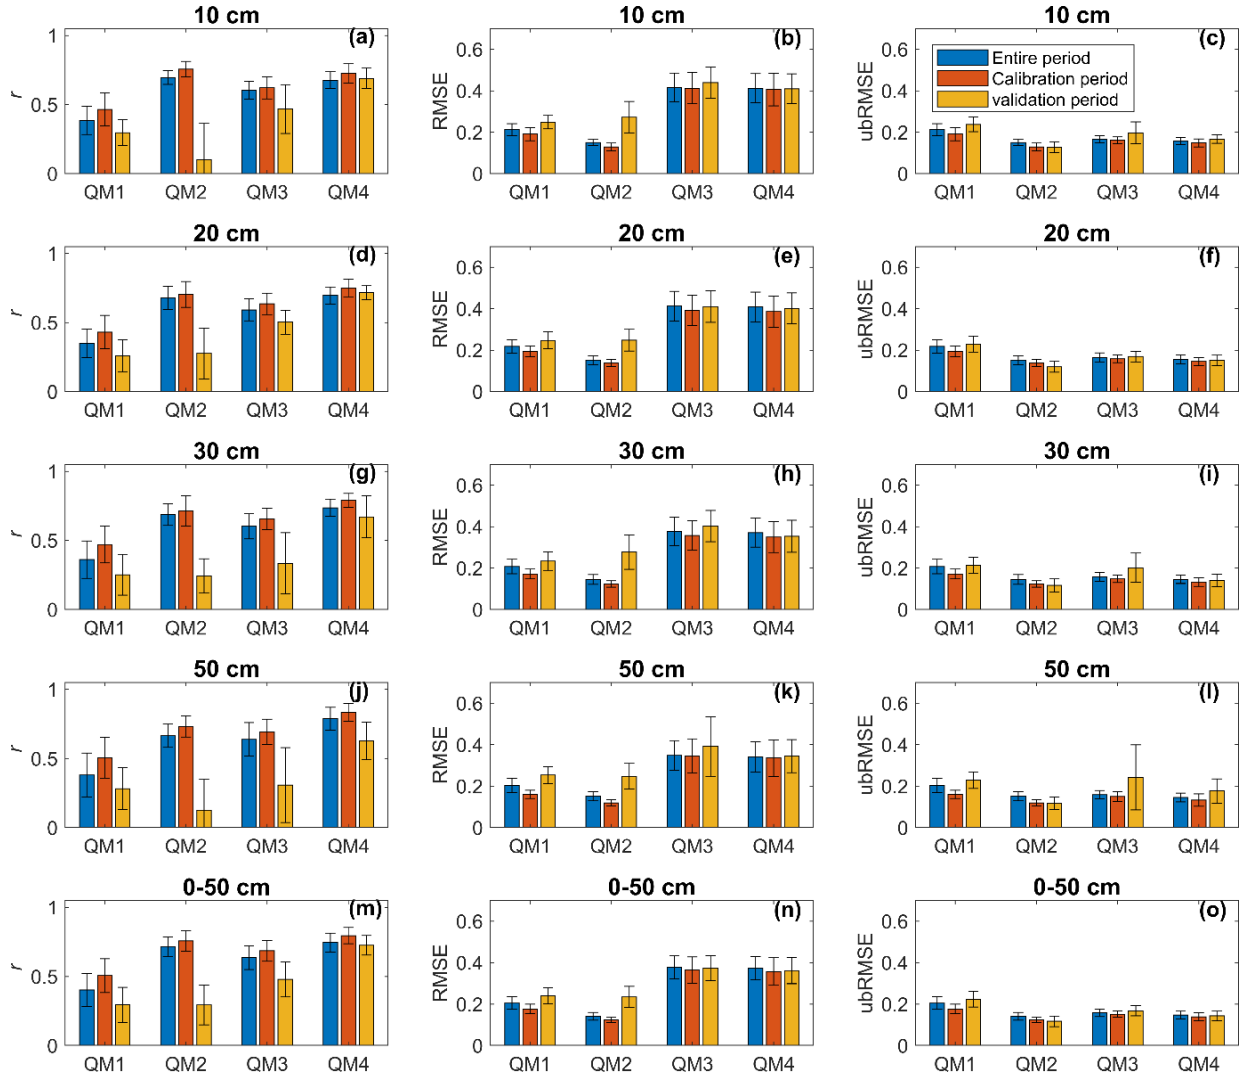 10 cm
(a)
1
0.5
0
r
QM1 QM2 QM3 QM4
10 cm
(b)
0.6
0.4
0.2
0
RMSE
QM1 QM2 QM3 QM4
10 cm
(c)
0.6
0.4
0.2
0
ubRMSE
Entire period
Calibration period
validation period
QM1 QM2 QM3 QM4
20 cm
(d)
1
0.5
0
r
QM1 QM2 QM3 QM4
20 cm
(e)
0.6
0.4
0.2
0
RMSE
QM1 QM2 QM3 QM4
20 cm
(f)
0.6
0.4
0.2
0
ubRMSE
QM1 QM2 QM3 QM4
30 cm
(g)
1
0.5
0
r
QM1 QM2 QM3 QM4
30 cm
(h)
0.6
0.4
0.2
0
RMSE
QM1 QM2 QM3 QM4
30 cm
(i)
0.6
0.4
0.2
0
ubRMSE
QM1 QM2 QM3 QM4
50 cm
(j)
1
0.5
0
r
QM1 QM2 QM3 QM4
50 cm
(k)
0.6
0.4
0.2
0
RMSE
QM1 QM2 QM3 QM4
50 cm
(l)
0.6
0.4
0.2
0
ubRMSE
QM1 QM2 QM3 QM4
0-50 cm
(m)
1
0.5
0
r
QM1 QM2 QM3 QM4
0-50 cm
(n)
0.6
0.4
0.2
0
RMSE
QM1 QM2 QM3 QM4
0-50 cm
(o)
0.6
0.4
0.2
0
ubRMSE
QM1 QM2 QM3 QM4